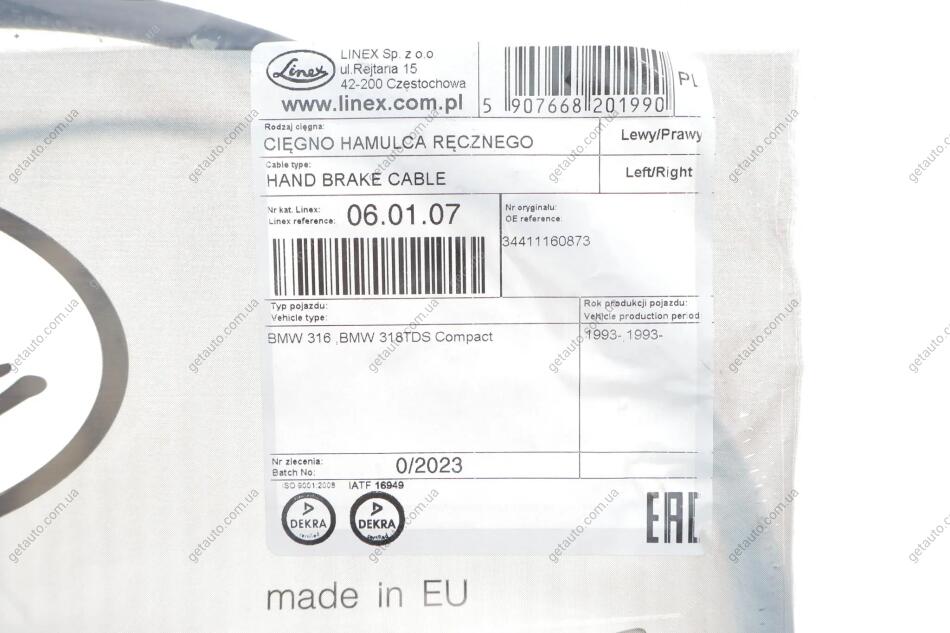 Linex
LINEX Sp. z o.o
ul.Rejtana 15
42-200 Częstochowa
www.linex.com.pl
5 907668 201990
PL
Rodzaj cięgna:
CIĘGNO HAMULCA RĘCZNEGO
Lewy/Prawy
Cable type:
HAND BRAKE CABLE
Left/Right
Nr kat. Linex:
Linex reference:
06.01.07
Nr oryginału:
OE reference:
34411160873
Typ pojazdu:
Vehicle type:
Rok produkcji pojazdu:
Vehicle production period
BMW 316 ,BMW 318TDS Compact
1993-,1993-
Nr zlecenia:
Batch No:
0/2023
ISO 9001:2008
IATF 16949
DEKRA
certified
DEKRA
certified
EAC
made in EU
getauto.com.ua